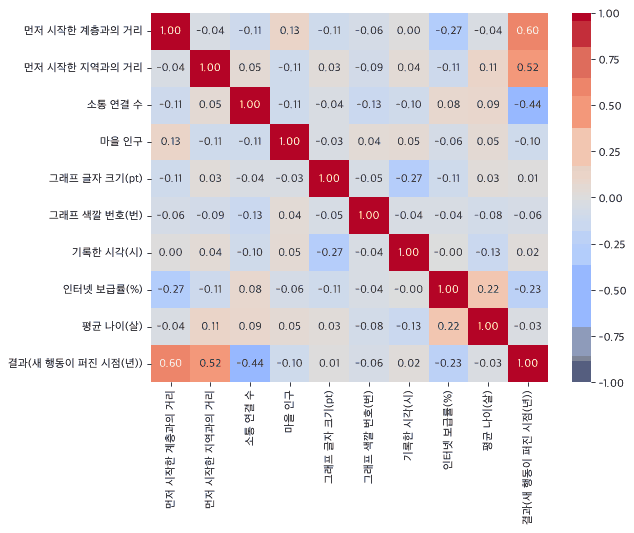 먼저 시작한 계층과의 거리 1.00 -0.04 -0.11 0.13 -0.11 -0.06 0.00 -0.27 -0.04 0.60
먼저 시작한 지역과의 거리 -0.04 1.00 0.05 -0.11 0.03 -0.09 0.04 -0.11 0.11 0.52
소통 연결 수 -0.11 0.05 1.00 -0.11 -0.04 -0.13 -0.10 0.08 0.09 -0.44
마을 인구 0.13 -0.11 -0.11 1.00 -0.03 0.04 0.05 -0.06 0.05 -0.10
그래프 글자 크기(pt) -0.11 0.03 -0.04 -0.03 1.00 -0.05 -0.27 -0.11 0.03 0.01
그래프 색깔 번호(번) -0.06 -0.09 -0.13 0.04 -0.05 1.00 -0.04 -0.04 -0.08 -0.06
기록한 시각(시) 0.00 0.04 -0.10 0.05 -0.27 -0.04 1.00 -0.00 -0.13 0.02
인터넷 보급률(%) -0.27 -0.11 0.08 -0.06 -0.11 -0.04 -0.00 1.00 0.22 -0.23
평균 나이(살) -0.04 0.11 0.09 0.05 0.03 -0.08 -0.13 0.22 1.00 -0.03
결과(새 행동이 퍼진 시점(년)) 0.60 0.52 -0.44 -0.10 0.01 -0.06 0.02 -0.23 -0.03 1.00
먼저 시작한 계층과의 거리
먼저 시작한 지역과의 거리
소통 연결 수
마을 인구
그래프 글자 크기(pt)
그래프 색깔 번호(번)
기록한 시각(시)
인터넷 보급률(%)
평균 나이(살)
결과(새 행동이 퍼진 시점(년))
1.00
0.75
0.50
0.25
0.00
-0.25
-0.50
-0.75
-1.00